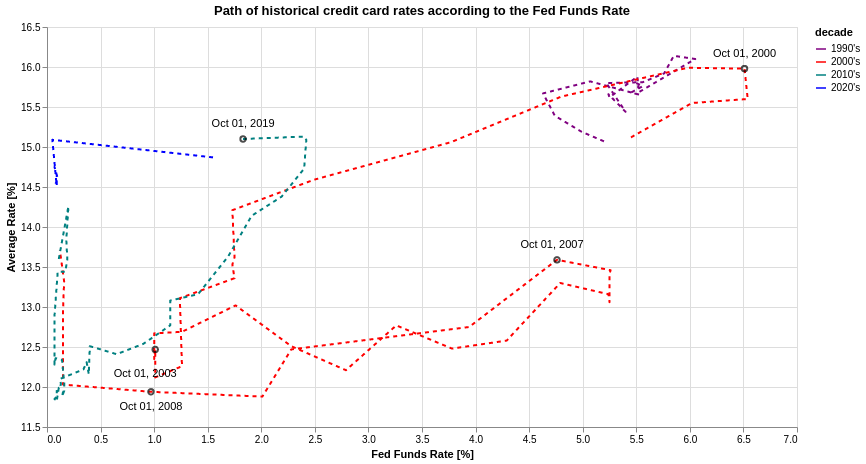 Path of historical credit card rates according to the Fed Funds Rate
decade
1990's
2000's
2010's
2020's
Average Rate [%]
16.5
16.0
15.5
15.0
14.5
14.0
13.5
13.0
12.5
12.0
11.5
Oct 01, 2000
Oct 01, 2019
Oct 01, 2007
Oct 01, 2003
Oct 01, 2008
0.0 0.5 1.0 1.5 2.0 2.5 3.0 3.5 4.0 4.5 5.0 5.5 6.0 6.5 7.0
Fed Funds Rate [%]